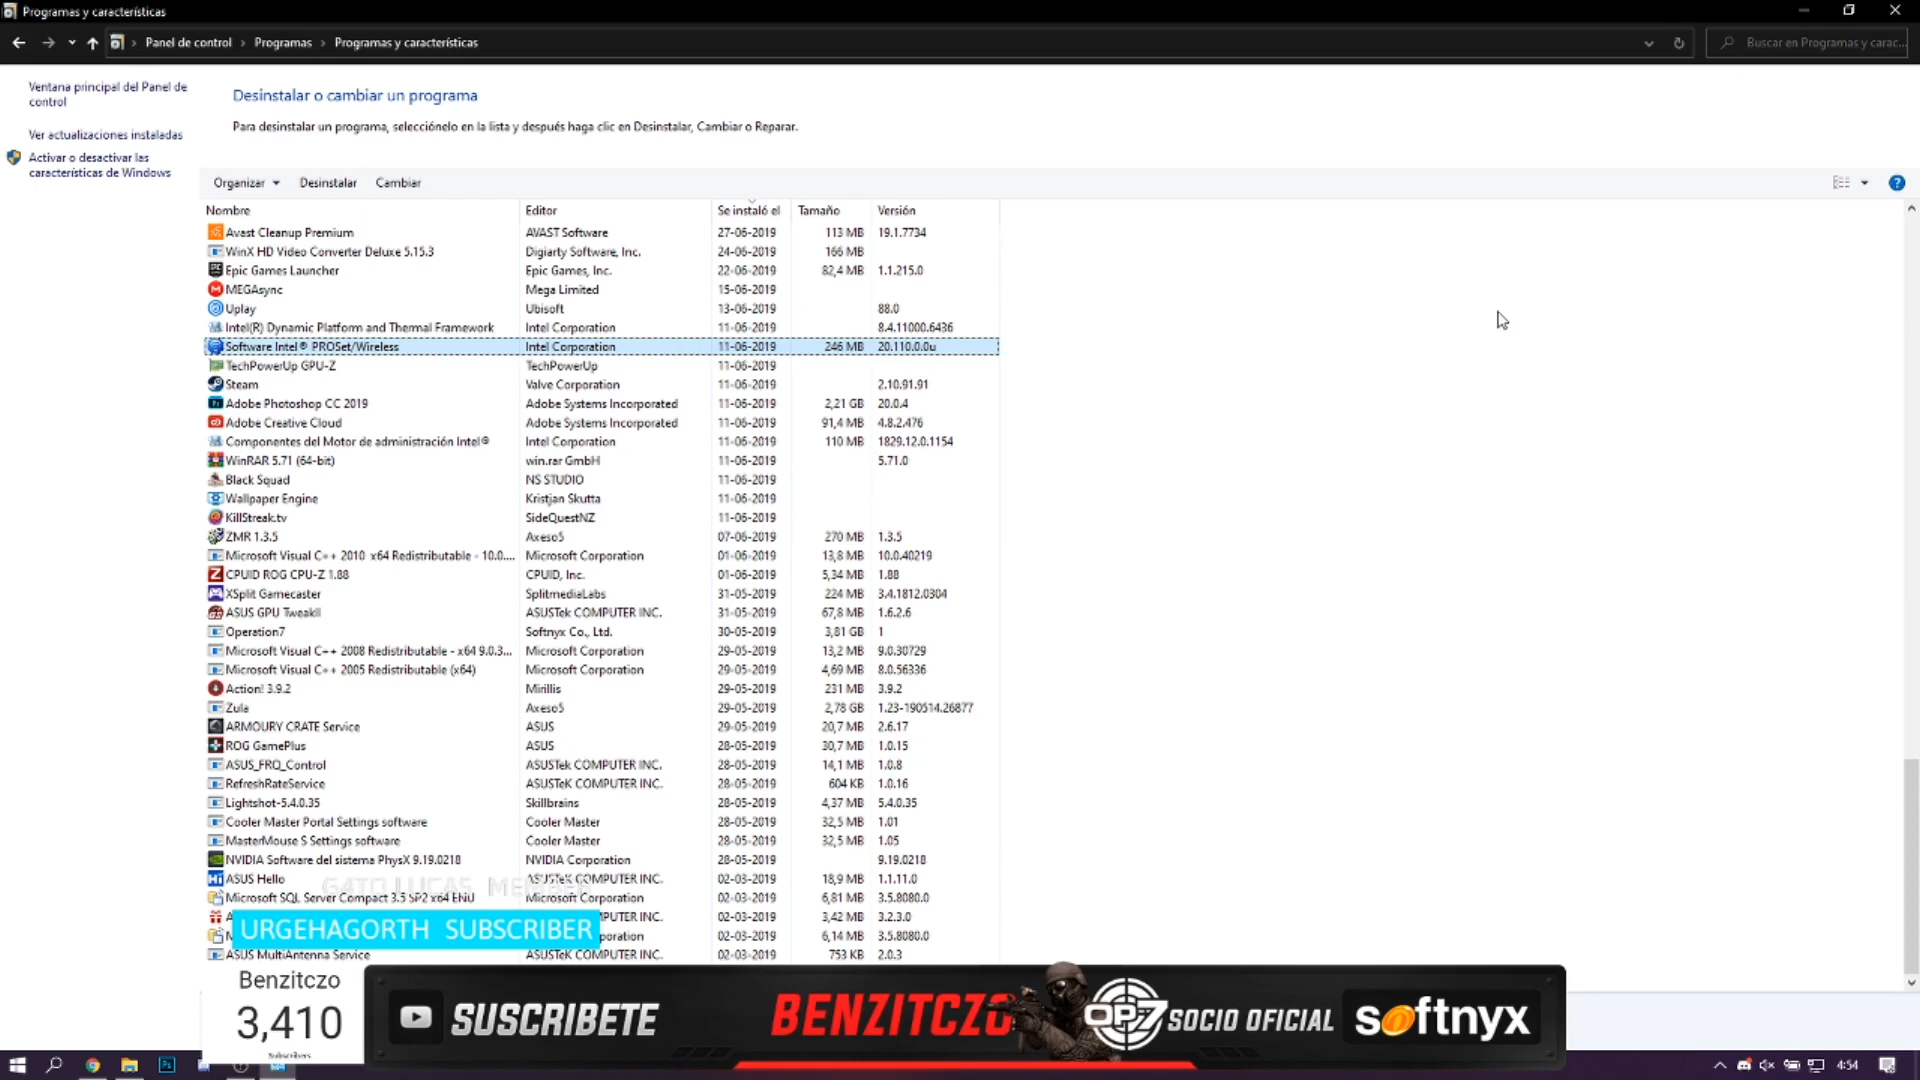 Programas y características
Panel de control > Programas > Programas y características
Buscar en Programas y carac...
Ventana principal del Panel de
control
Ver actualizaciones instaladas
Activar o desactivar las
características de Windows
Desinstalar o cambiar un programa
Para desinstalar un programa, selecciónelo en la lista y después haga clic en Desinstalar, Cambiar o Reparar.
Organizar Desinstalar Cambiar
Nombre Editor Se instaló el Tamaño Versión
Avast Cleanup Premium AVAST Software 27-06-2019 113 MB 19.1.7734
WinX HD Video Converter Deluxe 5.15.3 Digiarty Software, Inc. 24-06-2019 166 MB
Epic Games Launcher Epic Games, Inc. 22-06-2019 82,4 MB 1.1.215.0
MEGAsync Mega Limited 15-06-2019
Uplay Ubisoft 13-06-2019 88.0
Intel(R) Dynamic Platform and Thermal Framework Intel Corporation 11-06-2019 8.4.11000.6436
Software Intel® PROSet/Wireless Intel Corporation 11-06-2019 246 MB 20.110.0.0u
TechPowerUp GPU-Z TechPowerUp 11-06-2019
Steam Valve Corporation 11-06-2019 2.10.91.91
Adobe Photoshop CC 2019 Adobe Systems Incorporated 11-06-2019 2,21 GB 20.0.4
Adobe Creative Cloud Adobe Systems Incorporated 11-06-2019 91,4 MB 4.8.2.476
Componentes del Motor de administración Intel® Intel Corporation 11-06-2019 110 MB 1829.12.0.1154
WinRAR 5.71 (64-bit) win.rar GmbH 11-06-2019 5.71.0
Black Squad NS STUDIO 11-06-2019
Wallpaper Engine Kristjan Skutta 11-06-2019
KillStreak.tv SideQuestNZ 11-06-2019
ZMR 1.3.5 Axeso5 07-06-2019 270 MB 1.3.5
Microsoft Visual C++ 2010 x64 Redistributable - 10.0.... Microsoft Corporation 01-06-2019 13,8 MB 10.0.40219
CPUID ROG CPU-Z 1.88 CPUID, Inc. 01-06-2019 5,34 MB 1.88
XSplit Gamecaster SplitmediaLabs 31-05-2019 224 MB 3.4.1812.0304
ASUS GPU TweakII ASUSTek COMPUTER INC. 31-05-2019 67,8 MB 1.6.2.6
Operation7 Softnyx Co., Ltd. 30-05-2019 3,81 GB 1
Microsoft Visual C++ 2008 Redistributable - x64 9.0.3... Microsoft Corporation 29-05-2019 13,2 MB 9.0.30729
Microsoft Visual C++ 2005 Redistributable (x64) Microsoft Corporation 29-05-2019 4,69 MB 8.0.56336
Action! 3.9.2 Mirillis 29-05-2019 231 MB 3.9.2
Zula Axeso5 29-05-2019 2,78 GB 1.23-190514.26877
ARMOURY CRATE Service ASUS 29-05-2019 20,7 MB 2.6.17
ROG GamePlus ASUS 28-05-2019 30,7 MB 1.0.15
ASUS_FRQ_Control ASUSTek COMPUTER INC. 28-05-2019 14,1 MB 1.0.8
RefreshRateService ASUSTeK COMPUTER INC. 28-05-2019 604 KB 1.0.16
Lightshot-5.4.0.35 Skillbrains 28-05-2019 4,37 MB 5.4.0.35
Cooler Master Portal Settings software Cooler Master 28-05-2019 32,5 MB 1.01
MasterMouse S Settings software Cooler Master 28-05-2019 32,5 MB 1.05
NVIDIA Software del sistema PhysX 9.19.0218 NVIDIA Corporation 28-05-2019 9.19.0218
ASUS Hello ASUSTeK COMPUTER INC. 02-03-2019 18,9 MB 1.1.11.0
G4TO LUCAS MEMBER
Microsoft SQL Server Compact 3.5 SP2 x64 ENU Microsoft Corporation 02-03-2019 6,81 MB 3.5.8080.0
A PUTER INC. 02-03-2019 3,42 MB 3.2.3.0
URGEHAGORTH SUBSCRIBER
poration 02-03-2019 6,14 MB 3.5.8080.0
ASUS MultiAntenna Service ASUSTeK COMPUTER INC. 02-03-2019 753 KB 2.0.3
Benzitczo
3,410
Subscribers
SUSCRIBETE
BENZITCZO
OP7
SOCIO OFICIAL
softnyx
4:54